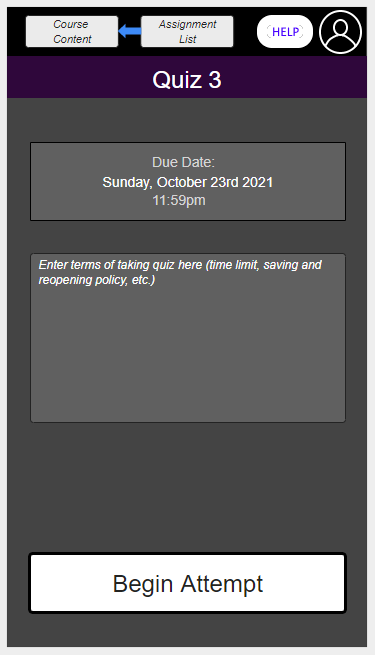 Course
Content
Assignment
List
HELP
Quiz 3
Due Date:
Sunday, October 23rd 2021
11:59pm
Enter terms of taking quiz here (time limit, saving and
reopening policy, etc.)
Begin Attempt